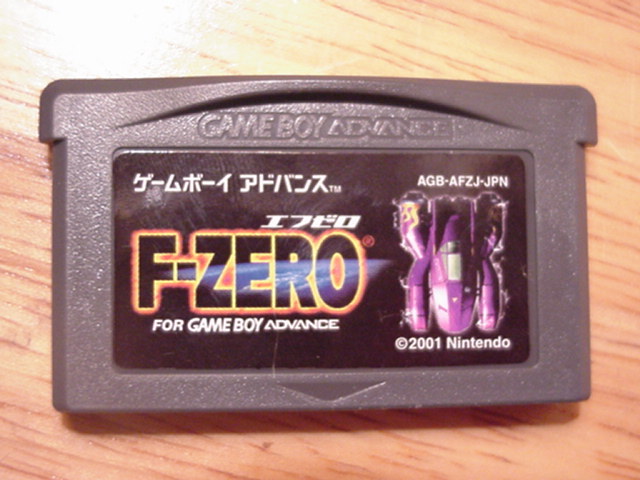 GAME BOY ADVANCE
ゲームボーイ アドバンス™
AGB-AFZJ-JPN
エフゼロ
F-ZERO®
FOR GAME BOY ADVANCE
©2001 Nintendo